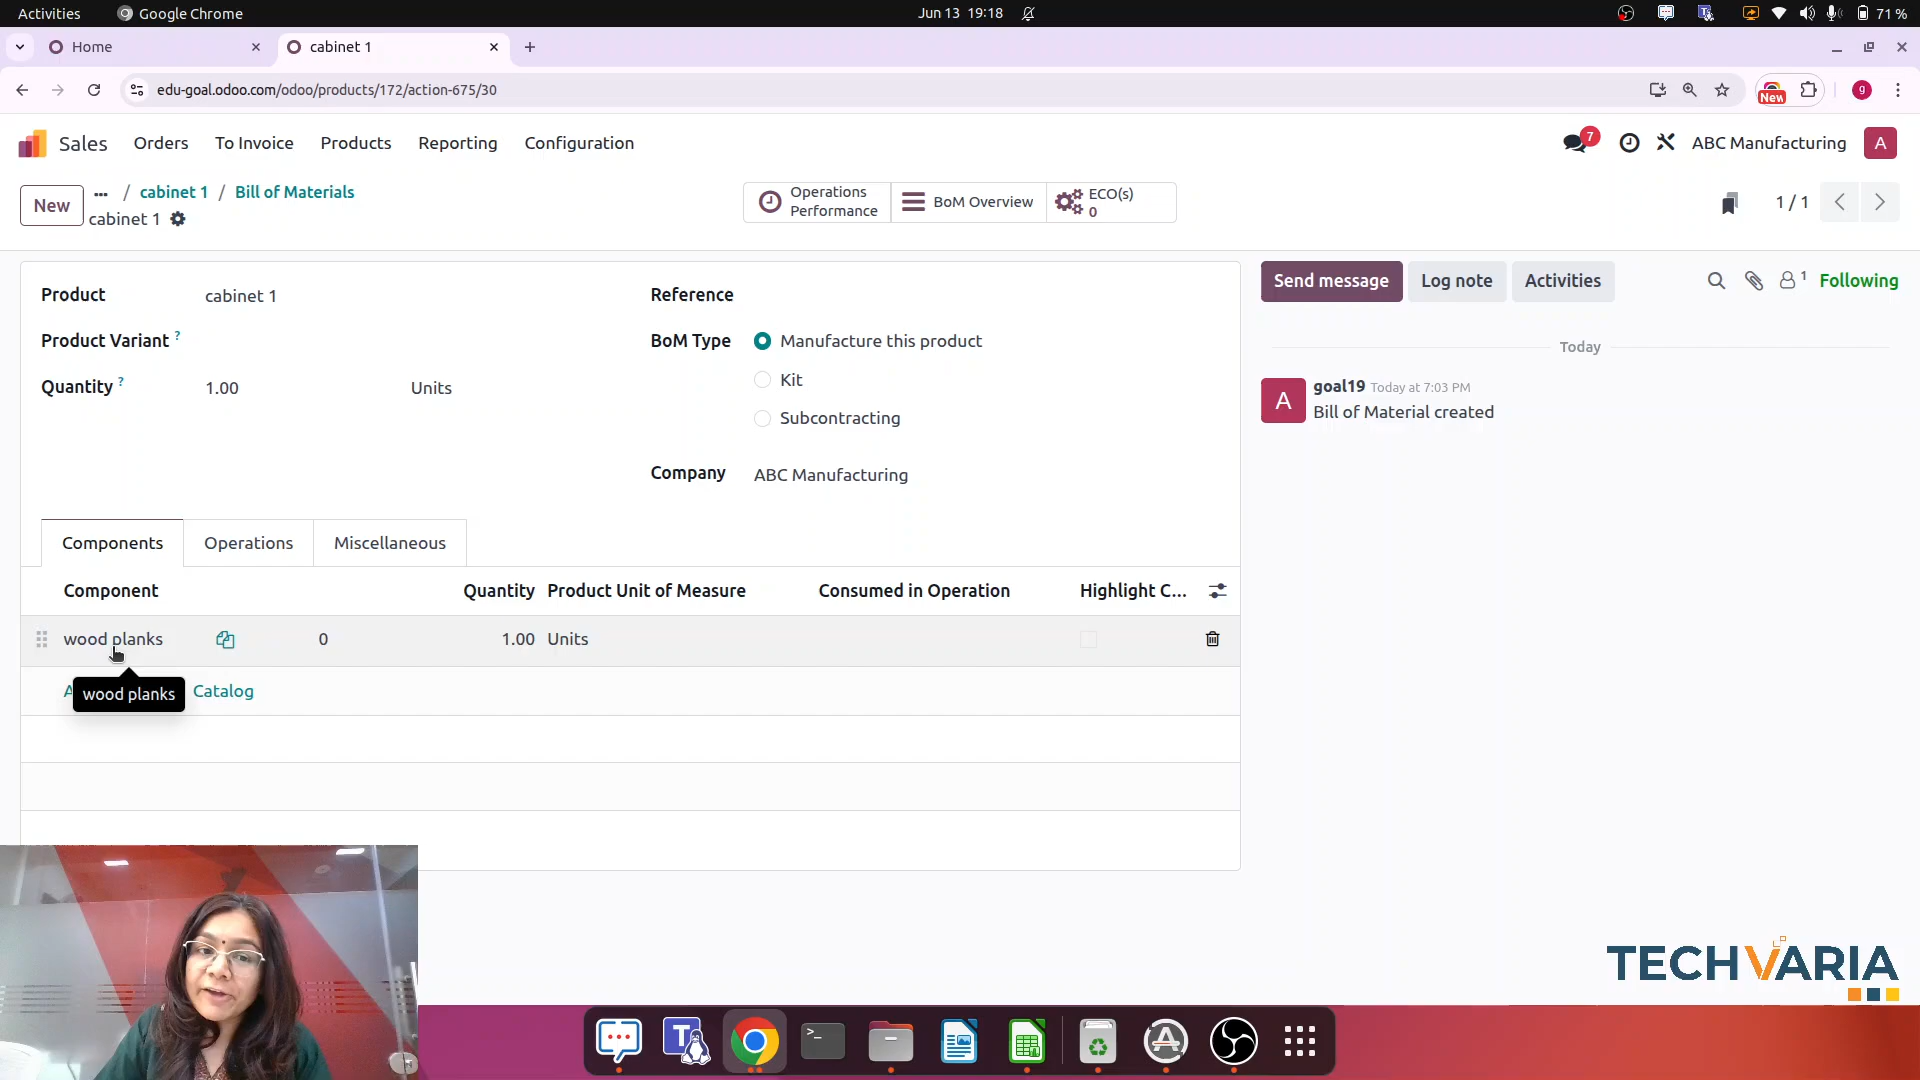 Activities
Google Chrome
Jun 13 19:18
71 %
Home
cabinet 1
edu-goal.odoo.com/odoo/products/172/action-675/30
New
g
Sales
Orders
To Invoice
Products
Reporting
Configuration
7
ABC Manufacturing
A
New
... / cabinet 1 / Bill of Materials
cabinet 1
Operations
Performance
BoM Overview
ECO(s)
0
1 / 1
Product
cabinet 1
Product Variant ?
Quantity ?
1.00
Units
Reference
BoM Type
Manufacture this product
Kit
Subcontracting
Company
ABC Manufacturing
Send message
Log note
Activities
1
Following
Today
A
goal19 Today at 7:03 PM
Bill of Material created
Components
Operations
Miscellaneous
Component
Quantity
Product Unit of Measure
Consumed in Operation
Highlight C...
wood planks
0
1.00
Units
wood planks
Catalog
TECHVARIA